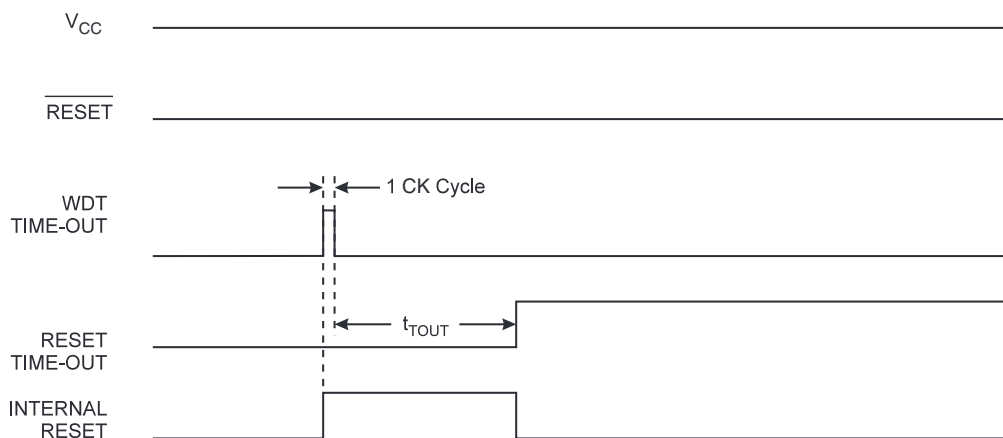 VCC
RESET
1 CK Cycle
WDT
TIME-OUT
tTOUT
RESET
TIME-OUT
INTERNAL
RESET